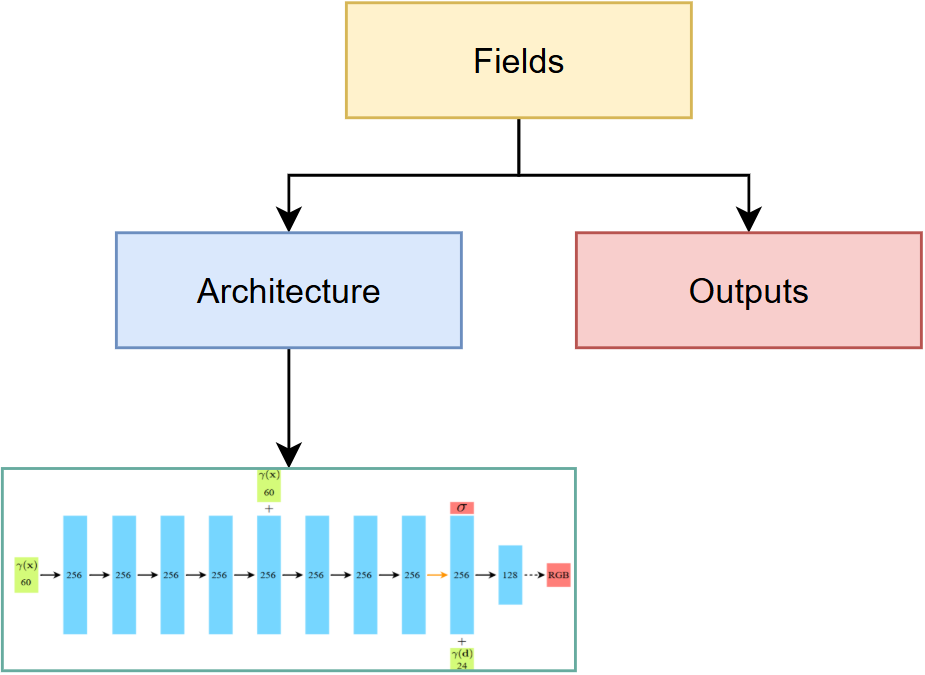 Fields
Architecture
Outputs
γ(x)
60
+
σ
γ(x)
60
256
256
256
256
256
256
256
256
256
128
RGB
+
γ(d)
24